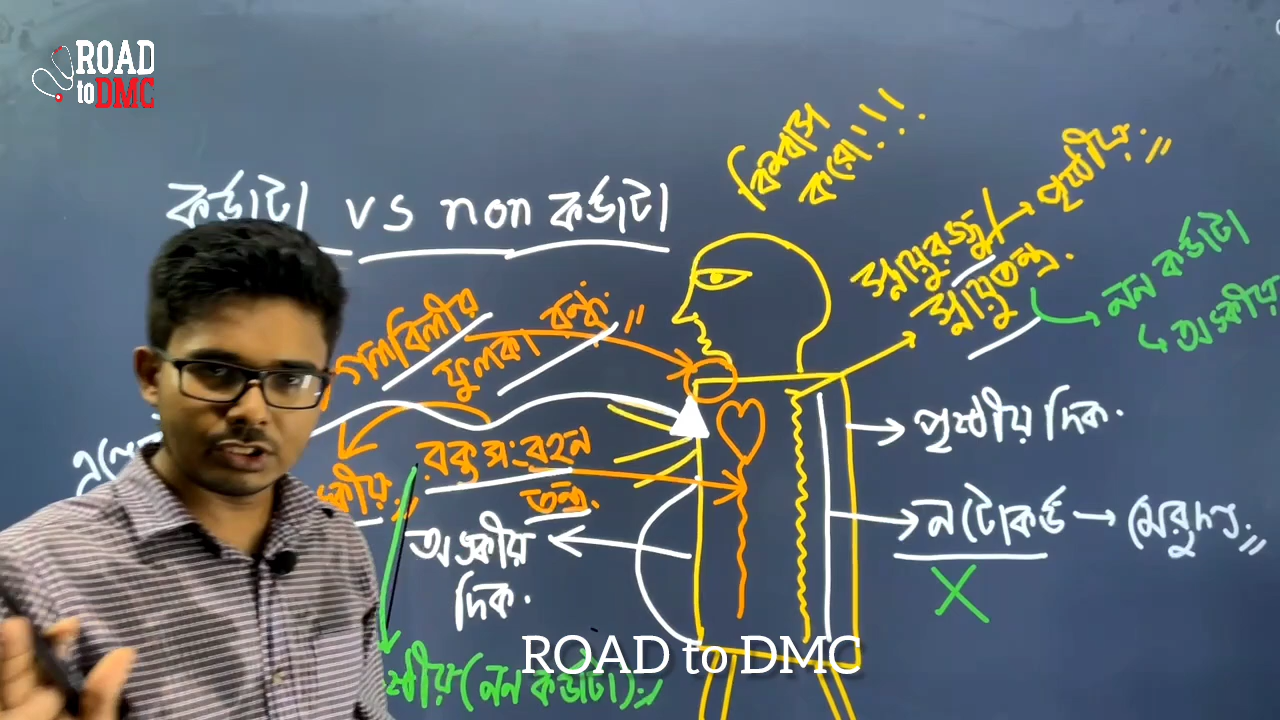 ROAD
to DMC
বিশ্বাস
করো!!!
কর্ডাটা vs non কর্ডাটা
স্নায়ুরজ্জু/ → পৃষ্ঠীয়
স্নায়ুতন্ত্র.
নন কর্ডাটা
অঙ্কীয়
গলবিলীয়
ফুলকা রন্ধ্র.
পৃষ্ঠীয় দিক.
রক্ত সংবহন
তন্ত্র.
অঙ্কীয়
দিক.
নটোকর্ড → মেরুদণ্ড
X
ROAD to DMC
(নন কর্ডাটা)